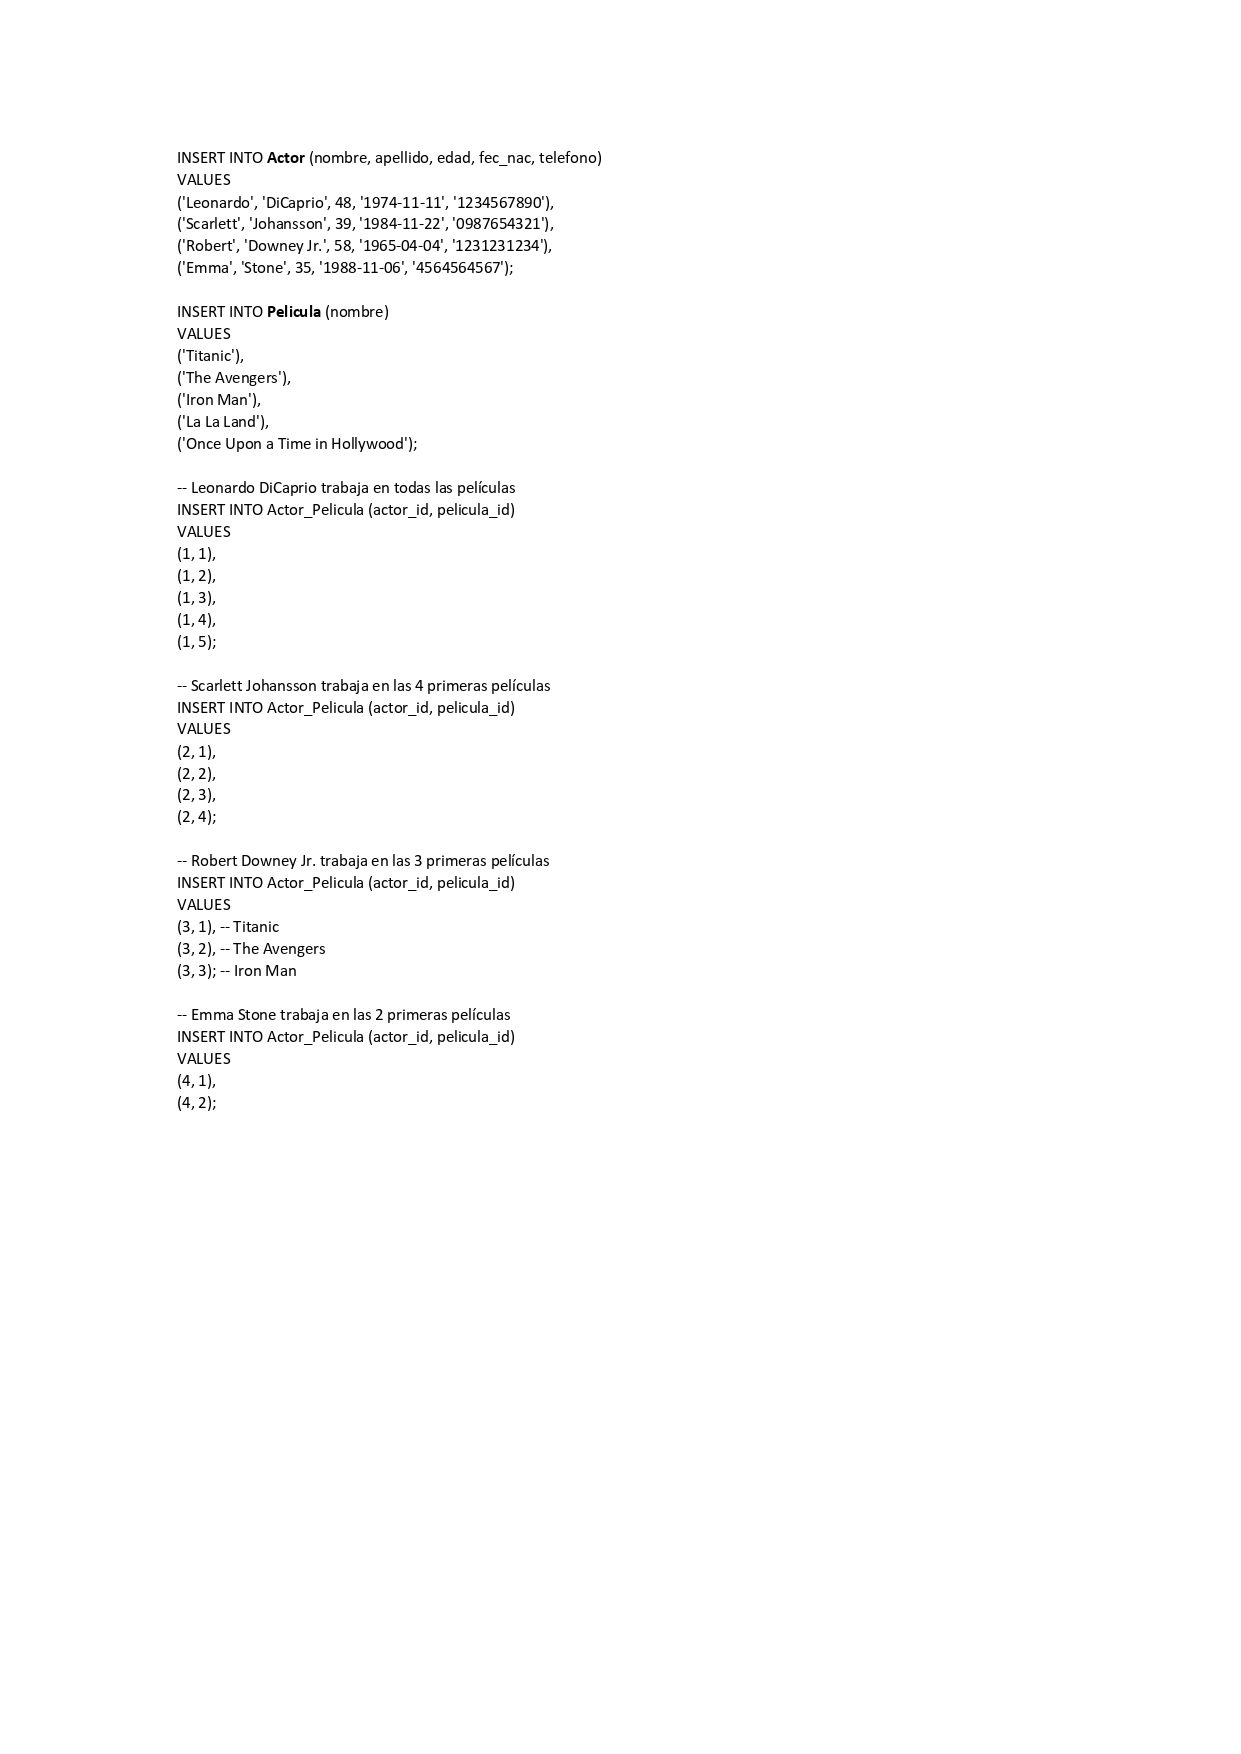 INSERT INTO Actor (nombre, apellido, edad, fec_nac, telefono)
VALUES
('Leonardo', 'DiCaprio', 48, '1974-11-11', '1234567890'),
('Scarlett', 'Johansson', 39, '1984-11-22', '0987654321'),
('Robert', 'Downey Jr.', 58, '1965-04-04', '1231231234'),
('Emma', 'Stone', 35, '1988-11-06', '4564564567');
INSERT INTO Pelicula (nombre)
VALUES
('Titanic'),
('The Avengers'),
('Iron Man'),
('La La Land'),
('Once Upon a Time in Hollywood');
-- Leonardo DiCaprio trabaja en todas las películas
INSERT INTO Actor_Pelicula (actor_id, pelicula_id)
VALUES
(1, 1),
(1, 2),
(1, 3),
(1, 4),
(1, 5);
-- Scarlett Johansson trabaja en las 4 primeras películas
INSERT INTO Actor_Pelicula (actor_id, pelicula_id)
VALUES
(2, 1),
(2, 2),
(2, 3),
(2, 4);
-- Robert Downey Jr. trabaja en las 3 primeras películas
INSERT INTO Actor_Pelicula (actor_id, pelicula_id)
VALUES
(3, 1), -- Titanic
(3, 2), -- The Avengers
(3, 3); -- Iron Man
-- Emma Stone trabaja en las 2 primeras películas
INSERT INTO Actor_Pelicula (actor_id, pelicula_id)
VALUES
(4, 1),
(4, 2);